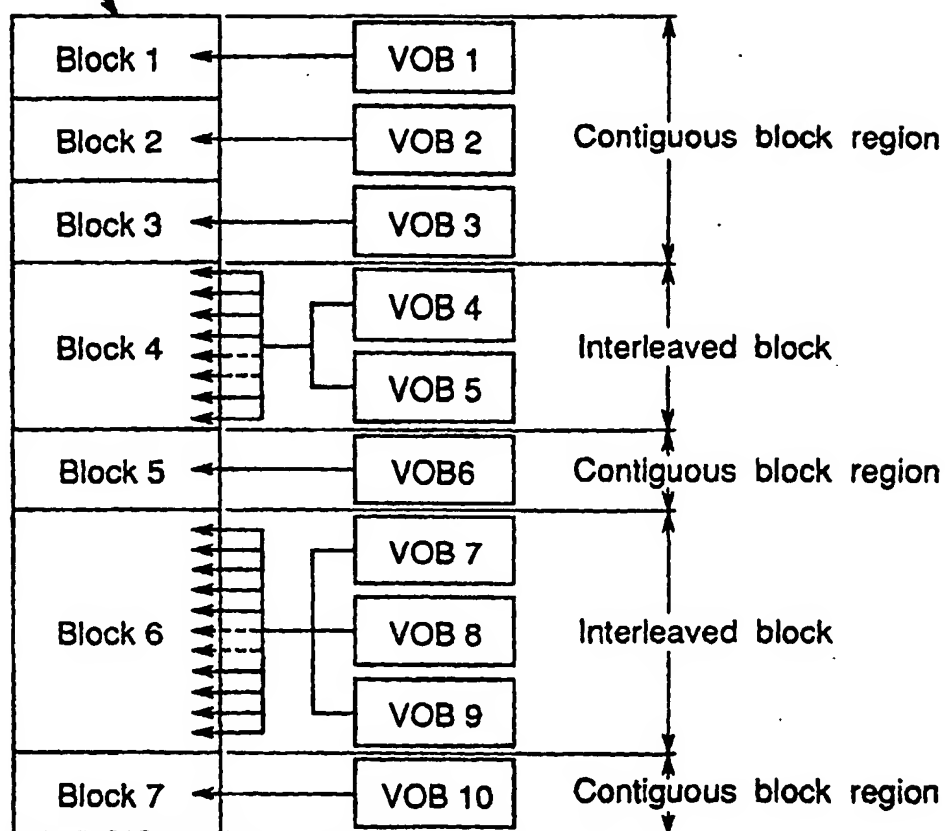 Block 1
VOB 1
Block 2
VOB 2
Contiguous block region
Block 3
VOB 3
VOB 4
Block 4
Interleaved block
VOB 5
Block 5
VOB6
Contiguous block region
VOB 7
Block 6
VOB 8
Interleaved block
VOB 9
Block 7
VOB 10
Contiguous block region